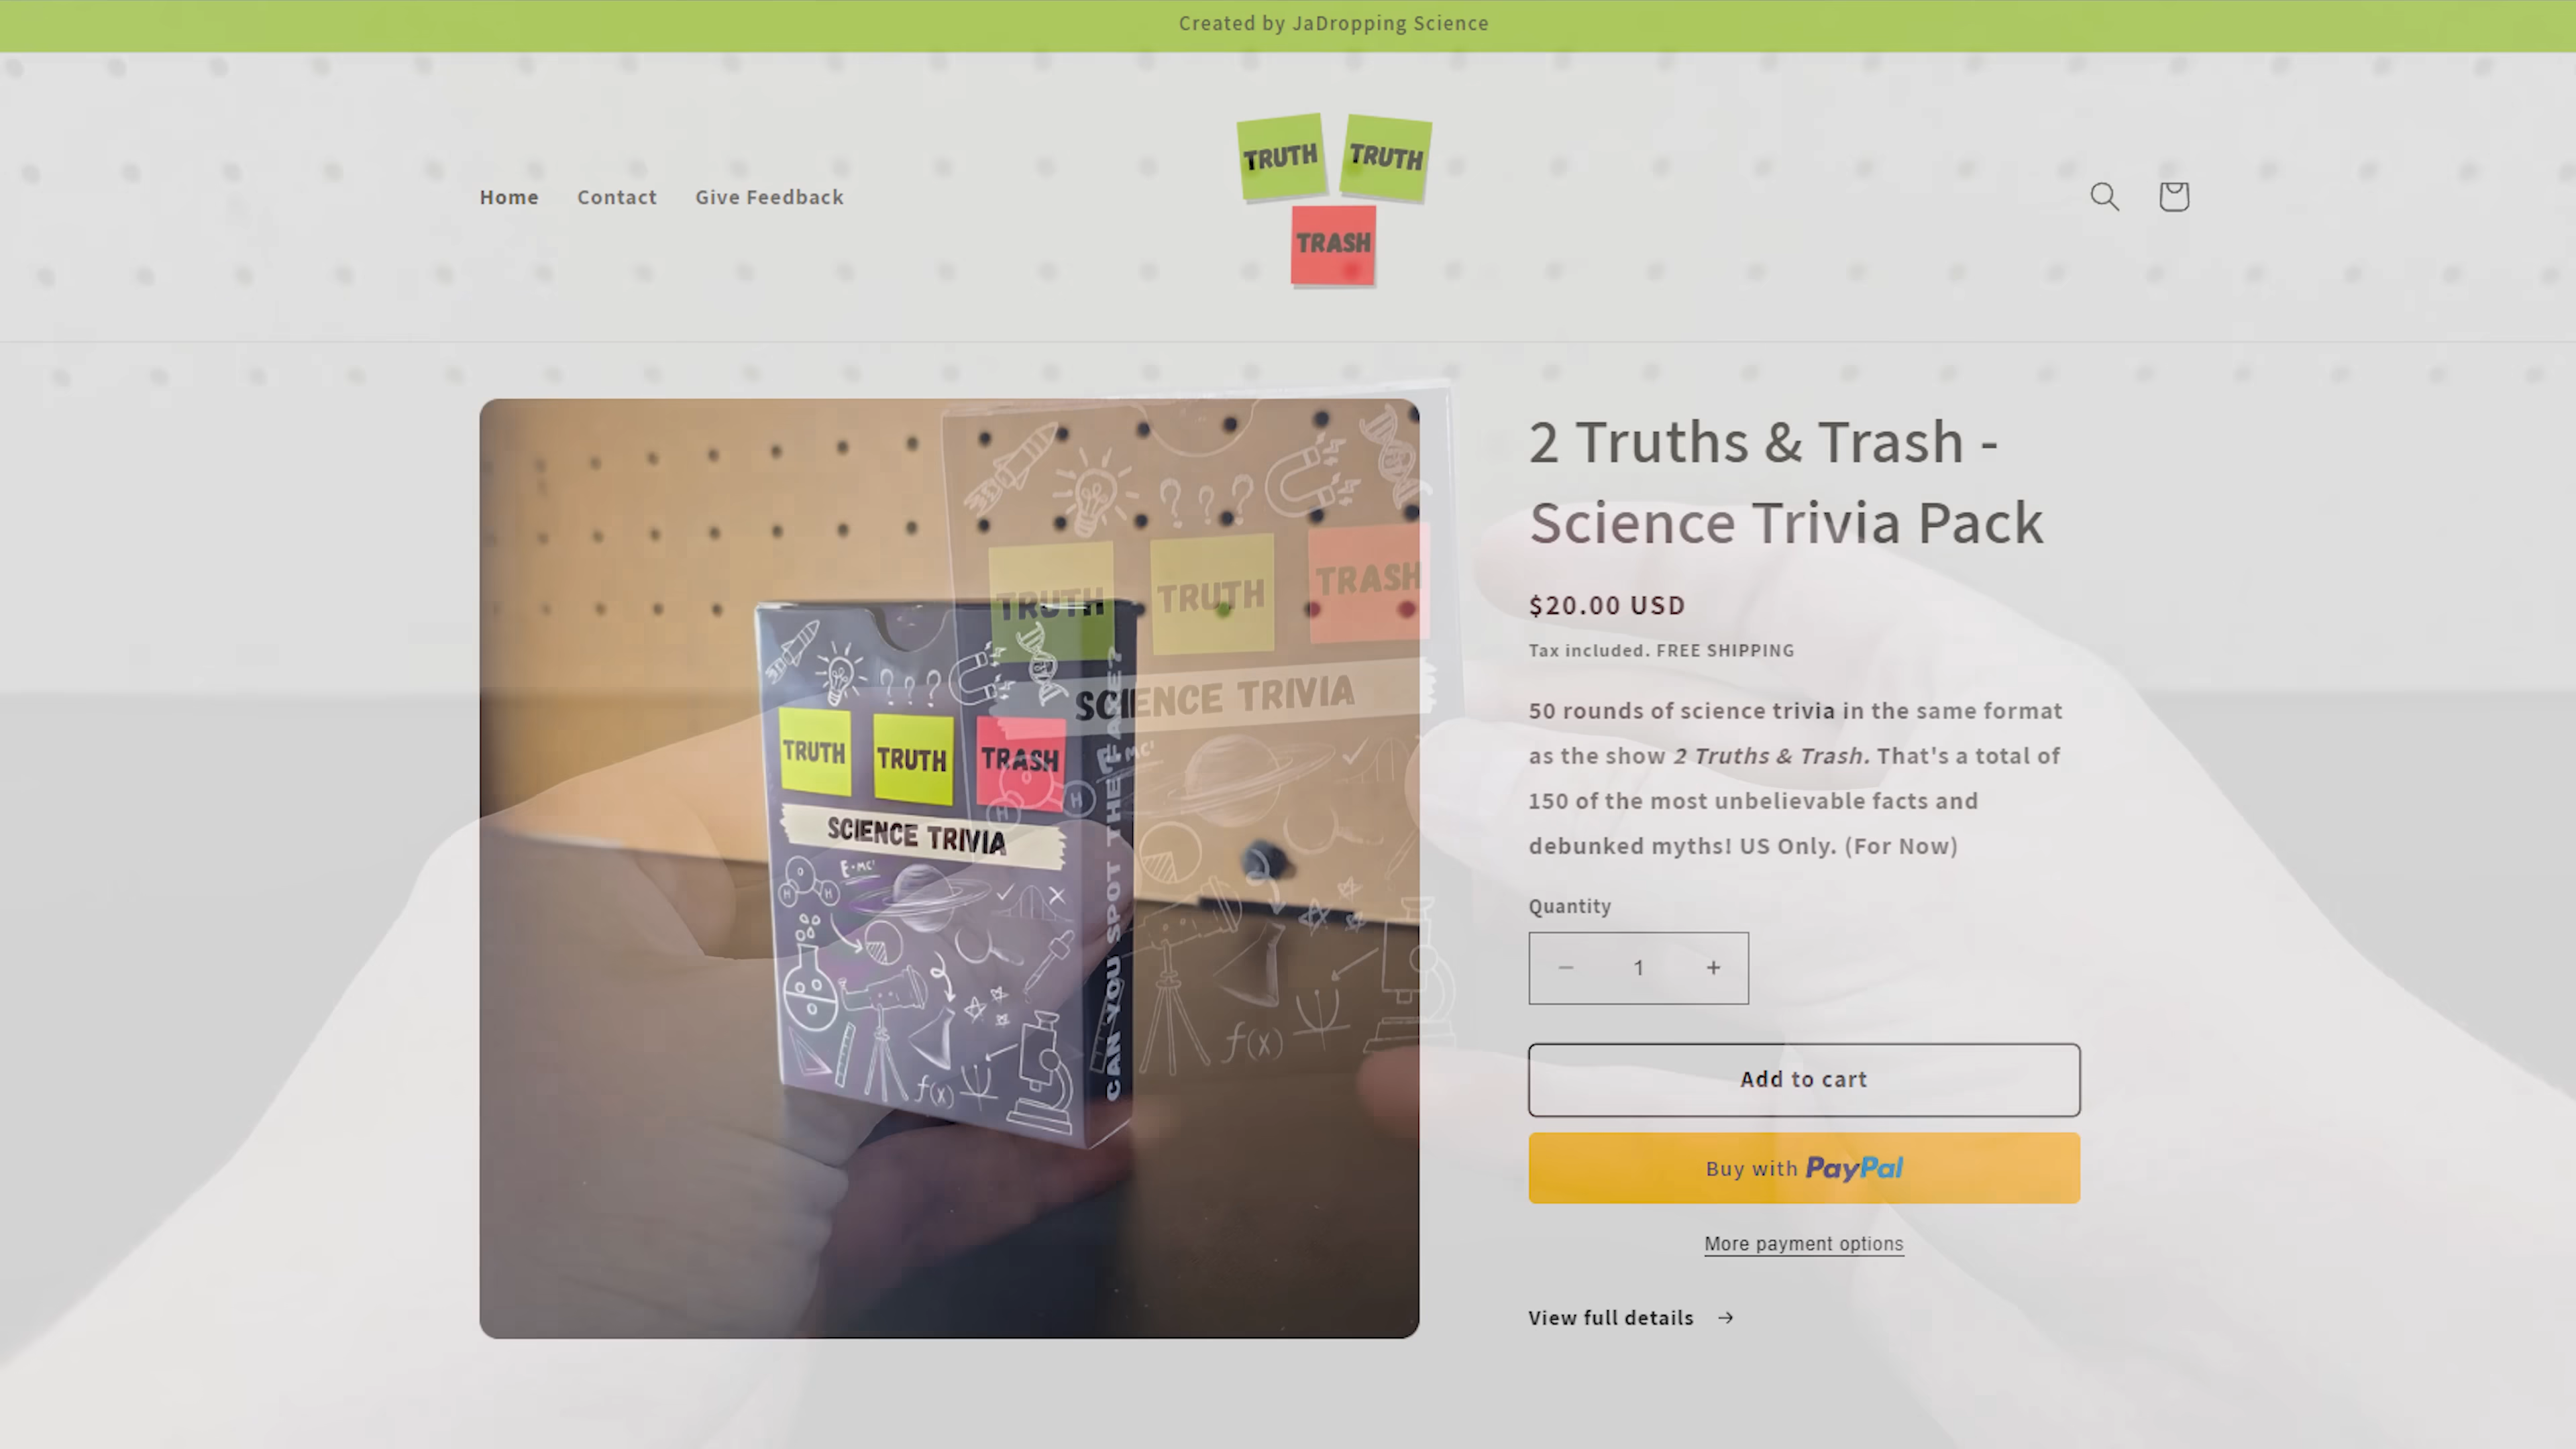 Created by JaDropping Science
Home Contact Give Feedback
TRUTH TRUTH
TRASH
2 Truths & Trash -
Science Trivia Pack
$20.00 USD
Tax included. FREE SHIPPING
50 rounds of science trivia in the same format
as the show 2 Truths & Trash. That's a total of
150 of the most unbelievable facts and
debunked myths! US Only. (For Now)
Quantity
− 1 +
Add to cart
Buy with PayPal
More payment options
View full details →
TRUTH TRUTH TRASH
SCIENCE TRIVIA
f(x)
TRUTH TRUTH TRASH
SCIENCE TRIVIA
O
H H
f(x)
CAN YOU SPOT THE FAKE?